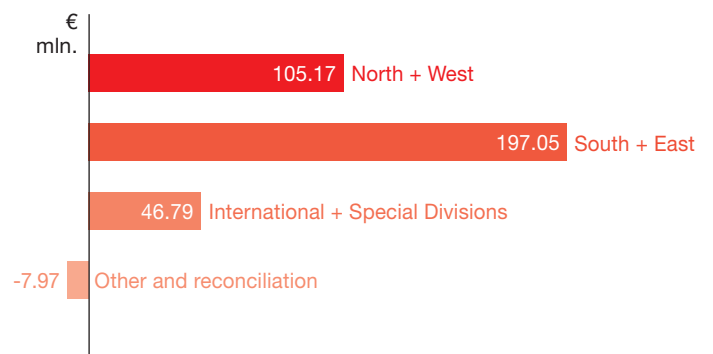 €
mln.
105.17 North + West
197.05 South + East
46.79 International + Special Divisions
-7.97 Other and reconciliation